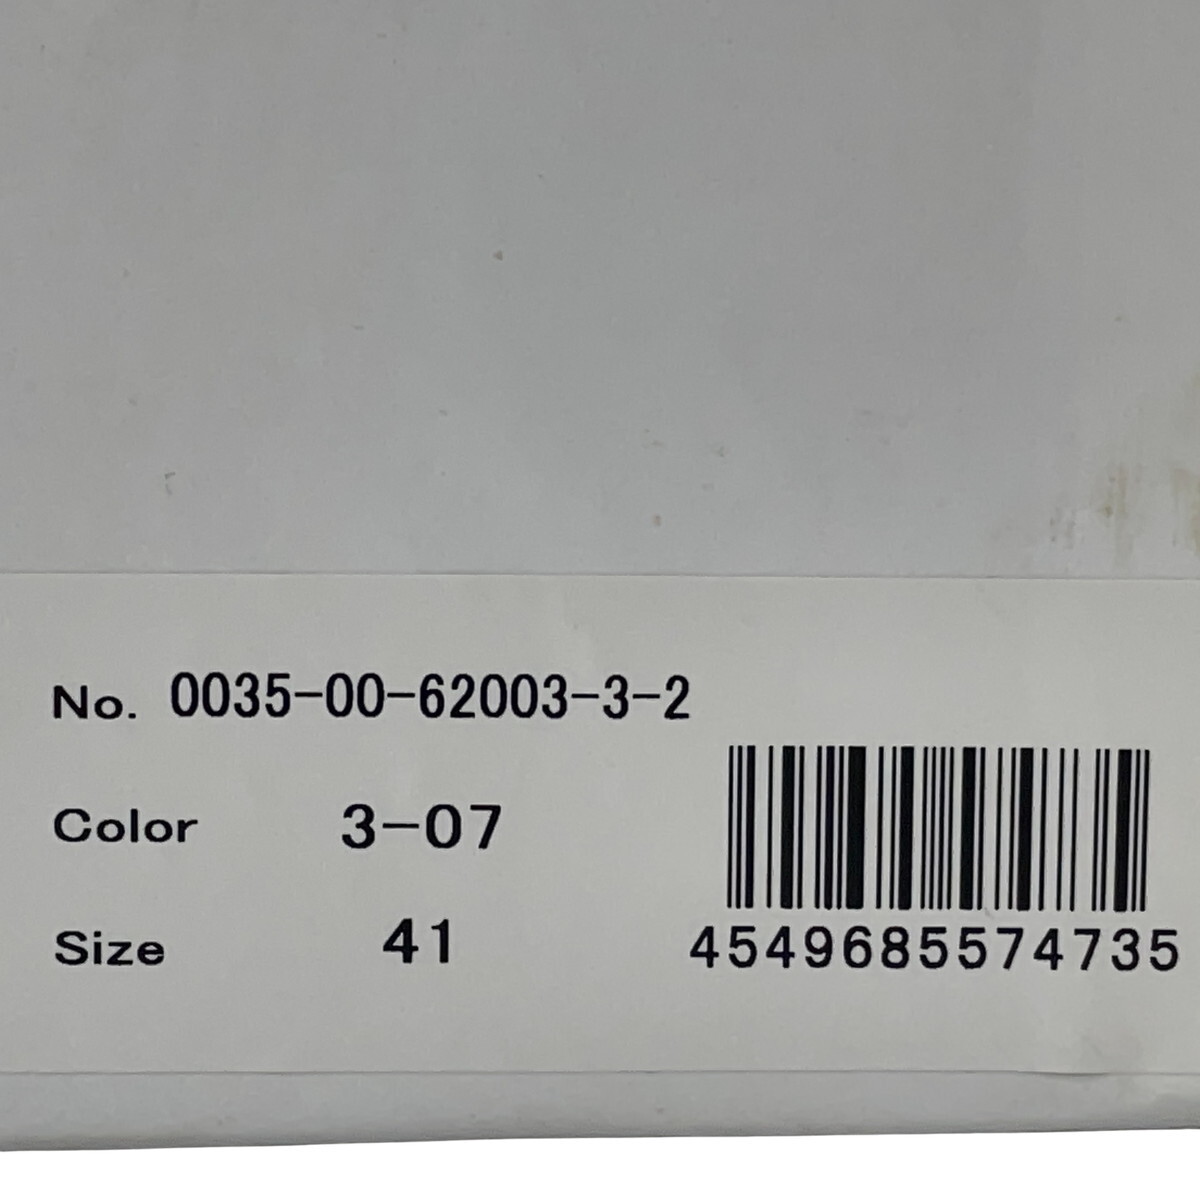 No. 0035-00-62003-3-2
Color 3-07
Size 41
4549685574735